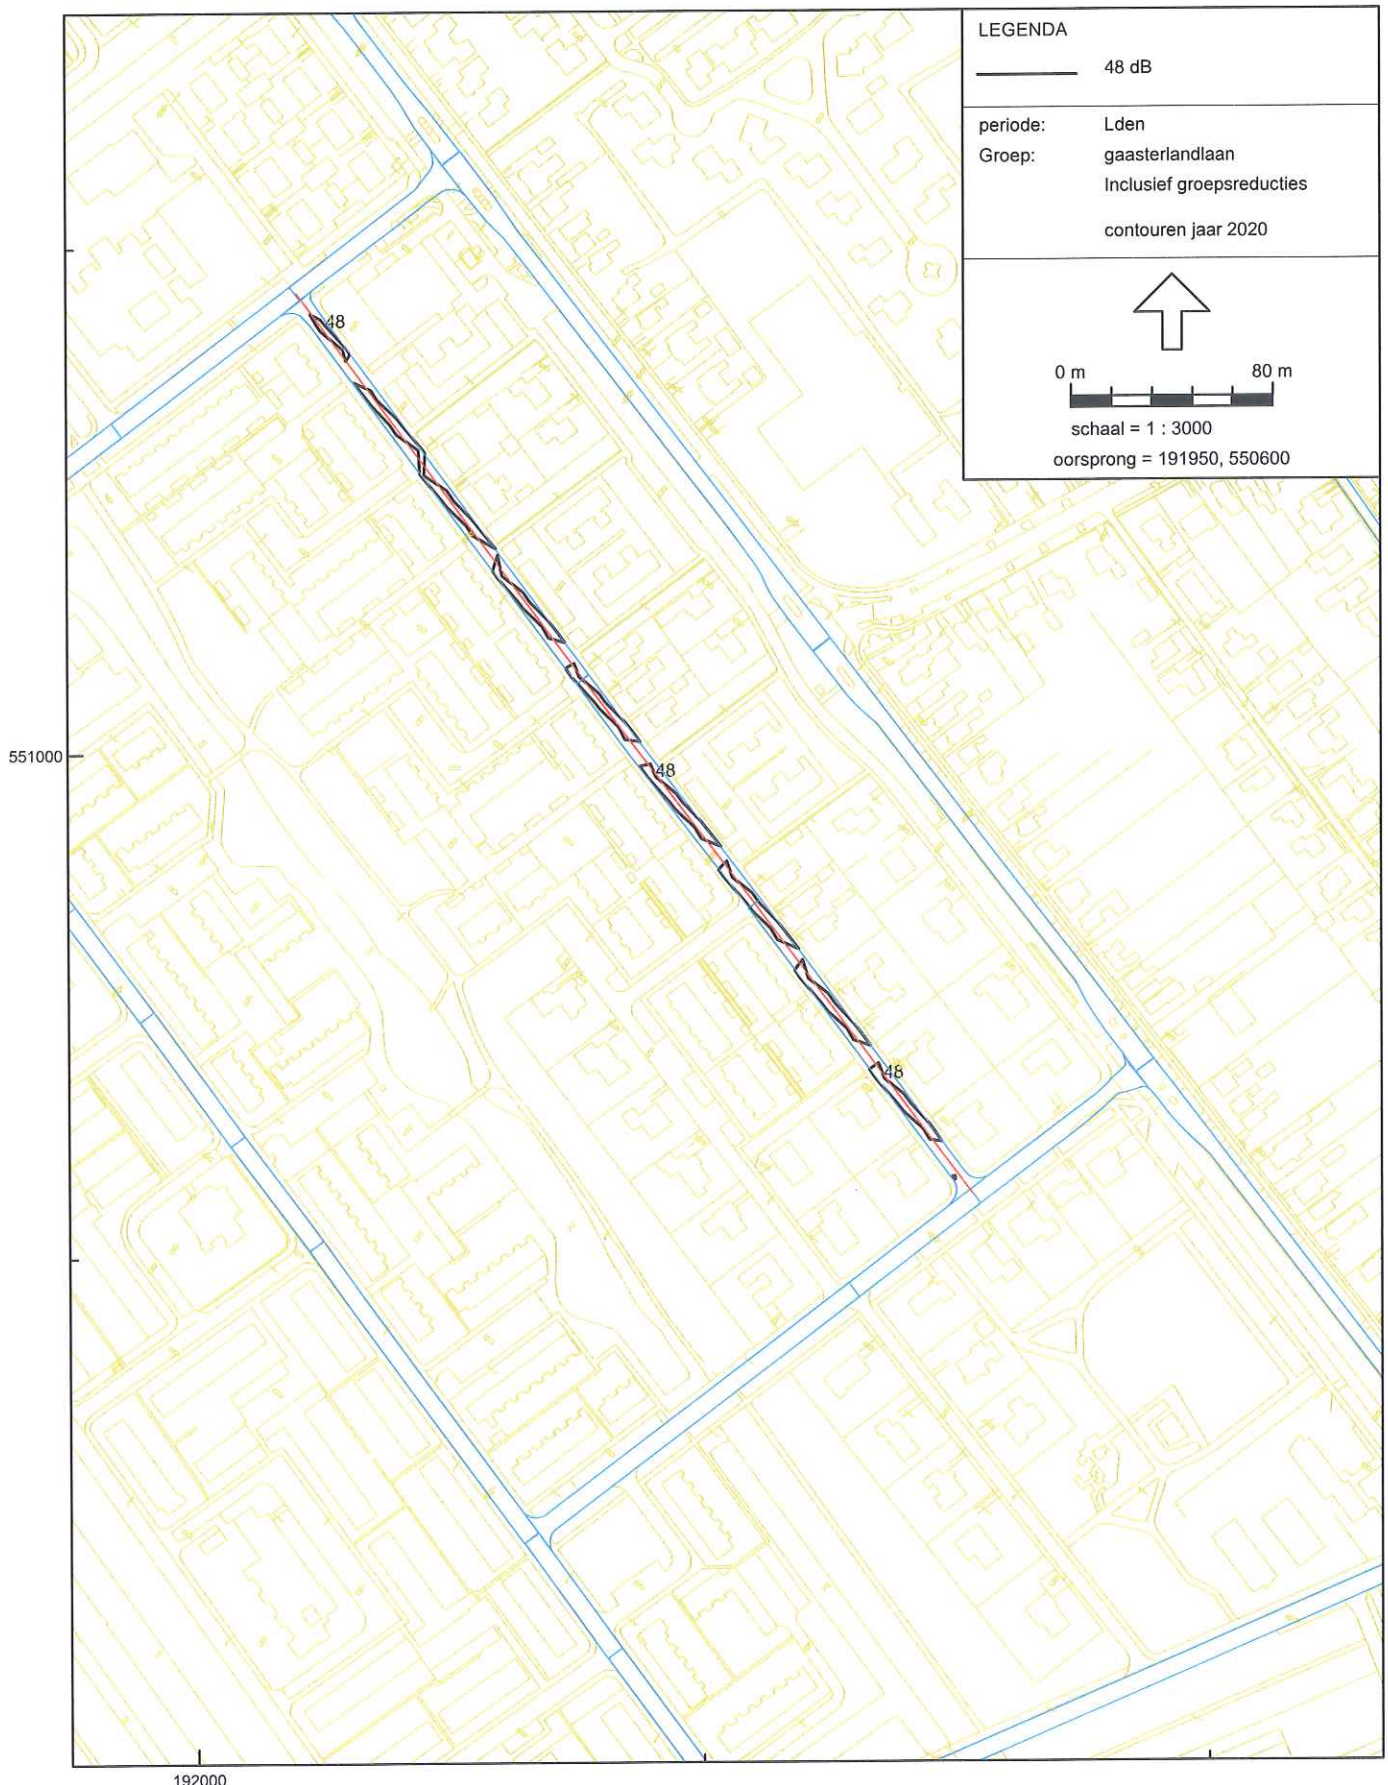 LEGENDA
48 dB
periode: Lden
Groep: gaasterlandlaan
Inclusief groepsreducties
contouren jaar 2020
0 m 80 m
schaal = 1 : 3000
oorsprong = 191950, 550600
48
551000
48
48
192000